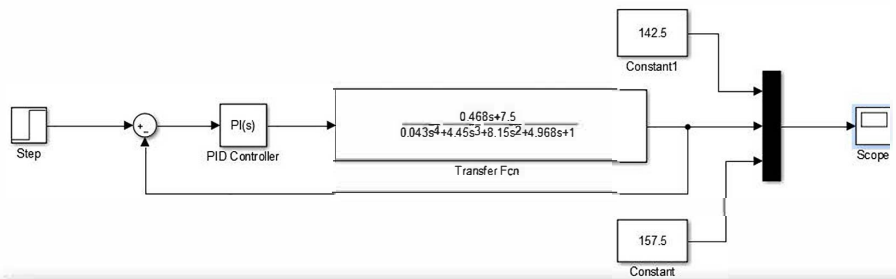 142.5
Constant1
Step
+
-
PI(s)
PID Controller
0.468s+7.5
0.043s4+4.45s3+8.15s2+4.968s+1
Transfer Fcn
Scope
157.5
Constant